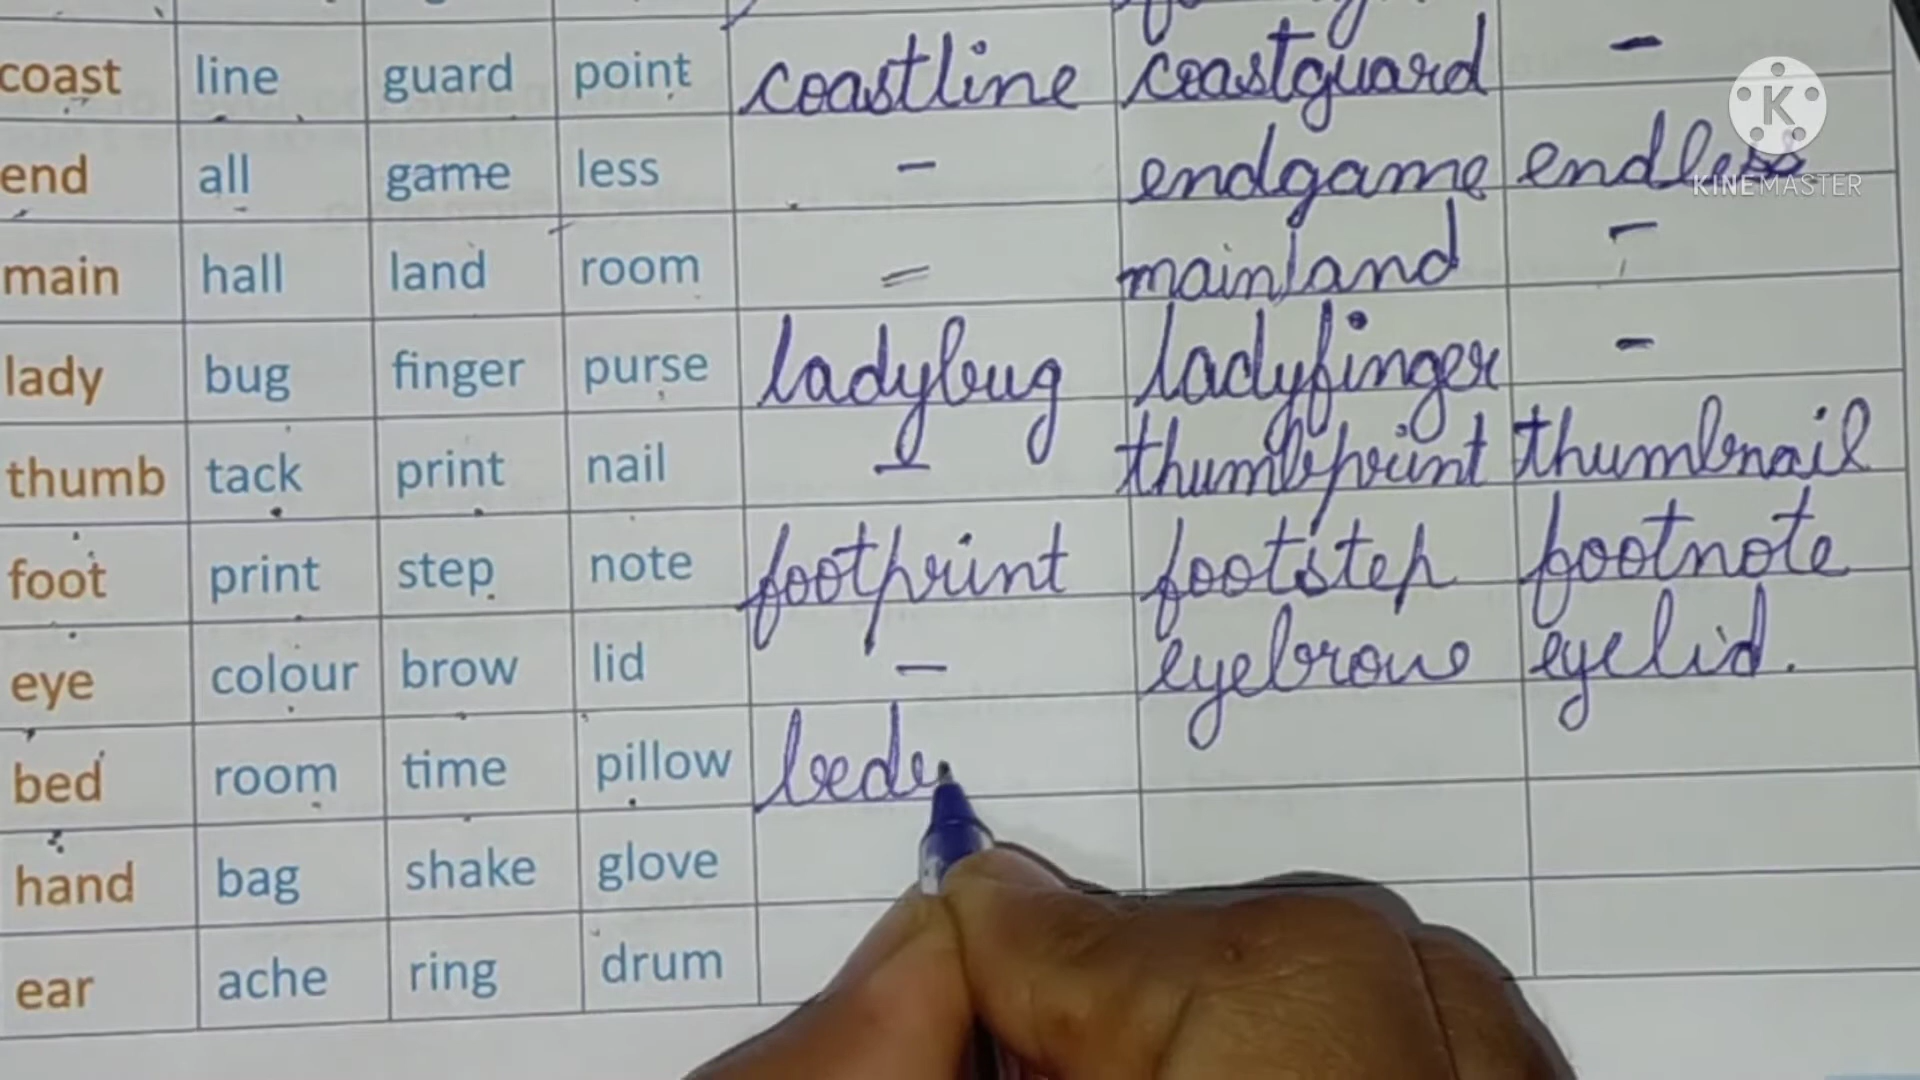 coast line guard point coastline coastguard -
end all game less - endgame endless
KINEMASTER
main hall land room = mainland -
lady bug finger purse ladybug ladyfinger -
thumb tack print nail - thumbprint thumbnail
foot print step note footprint footstep footnote
eye colour brow lid - eyebrow eyelid.
bed room time pillow bedr
hand bag shake glove
ear ache ring drum